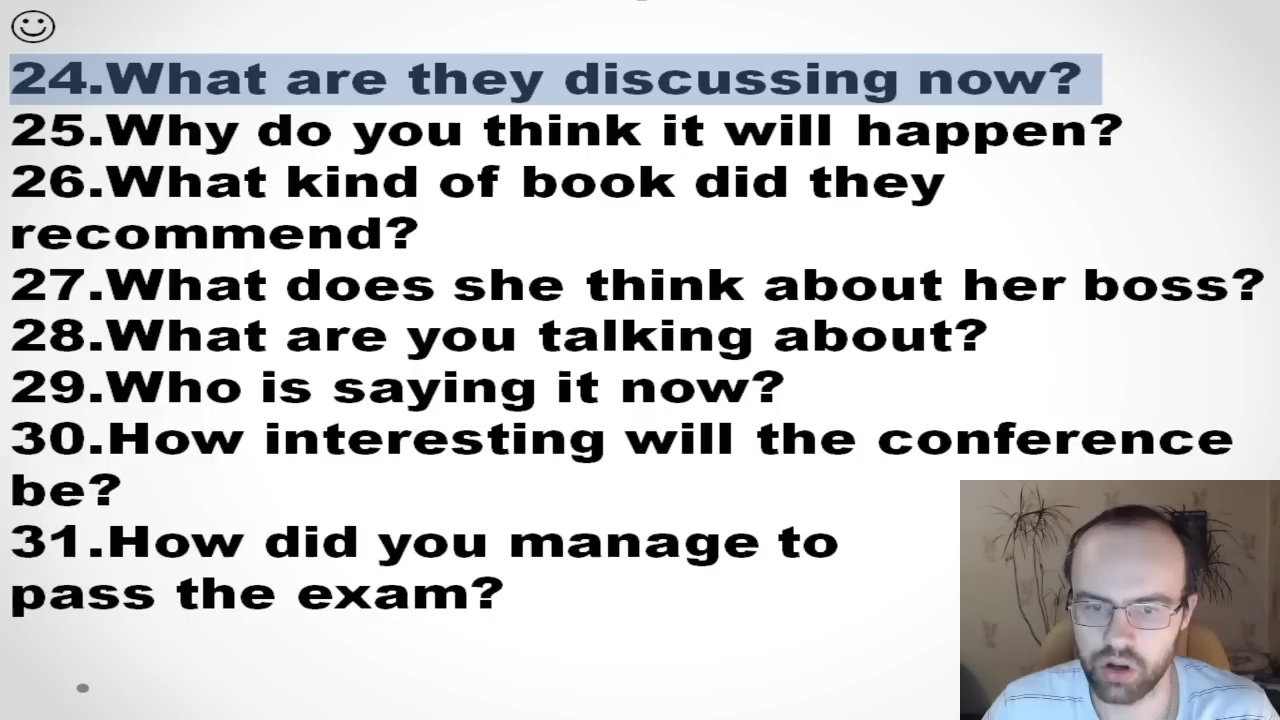 24.What are they discussing now?
25.Why do you think it will happen?
26.What kind of book did they
recommend?
27.What does she think about her boss?
28.What are you talking about?
29.Who is saying it now?
30.How interesting will the conference
be?
31.How did you manage to
pass the exam?